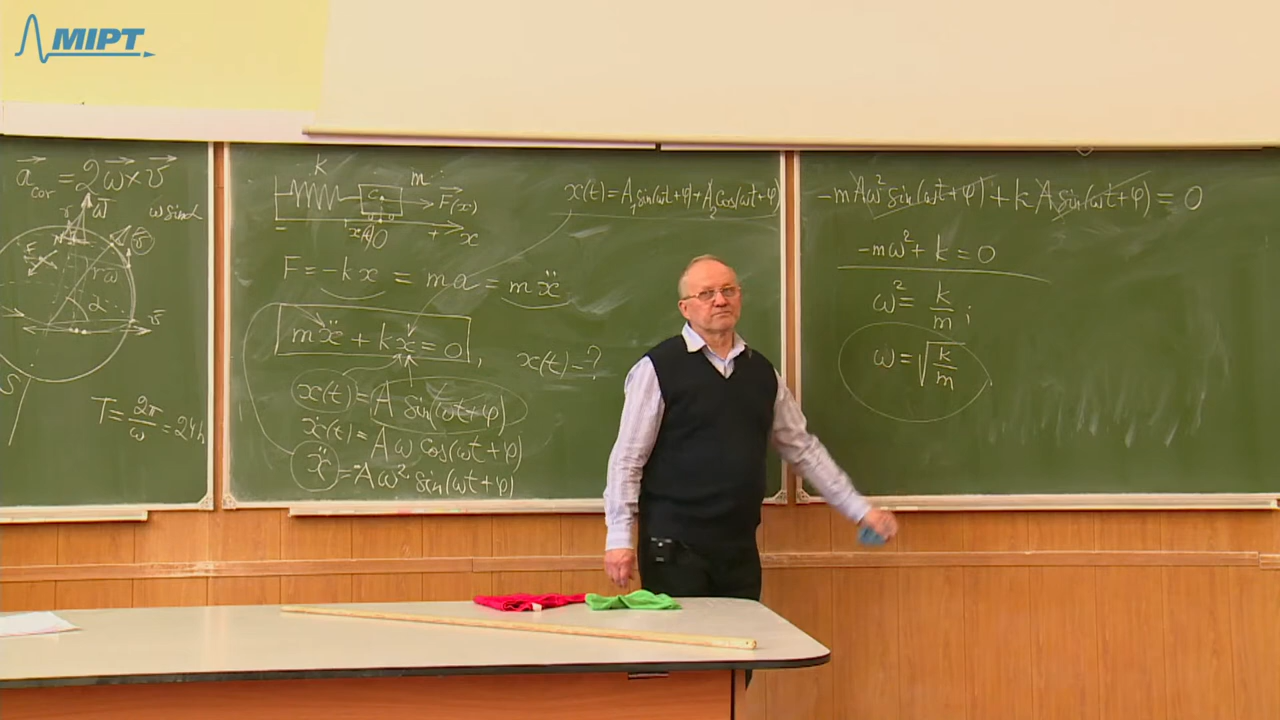 MIPT
a⃗cor = 2ω⃗ × v⃗
r ω⃗ ω sinα
v⃗
rω
α
v⃗
S
T = 2π/ω = 24h
k m F⃗(x)
- x(t) 0 + x
F = -kx = ma = mẍ
mẍ + kx = 0, x(t) = ?
x(t) = A sin(ωt+φ)
ẋ(t) = Aω cos(ωt+φ)
ẍ = -Aω² sin(ωt+φ)
x(t) = A₁sin(ωt+φ) + A₂cos(ωt+φ)
-mAω² sin(ωt+φ) + kA sin(ωt+φ) = 0
-mω² + k = 0
ω² = k/m ;
ω = √(k/m)